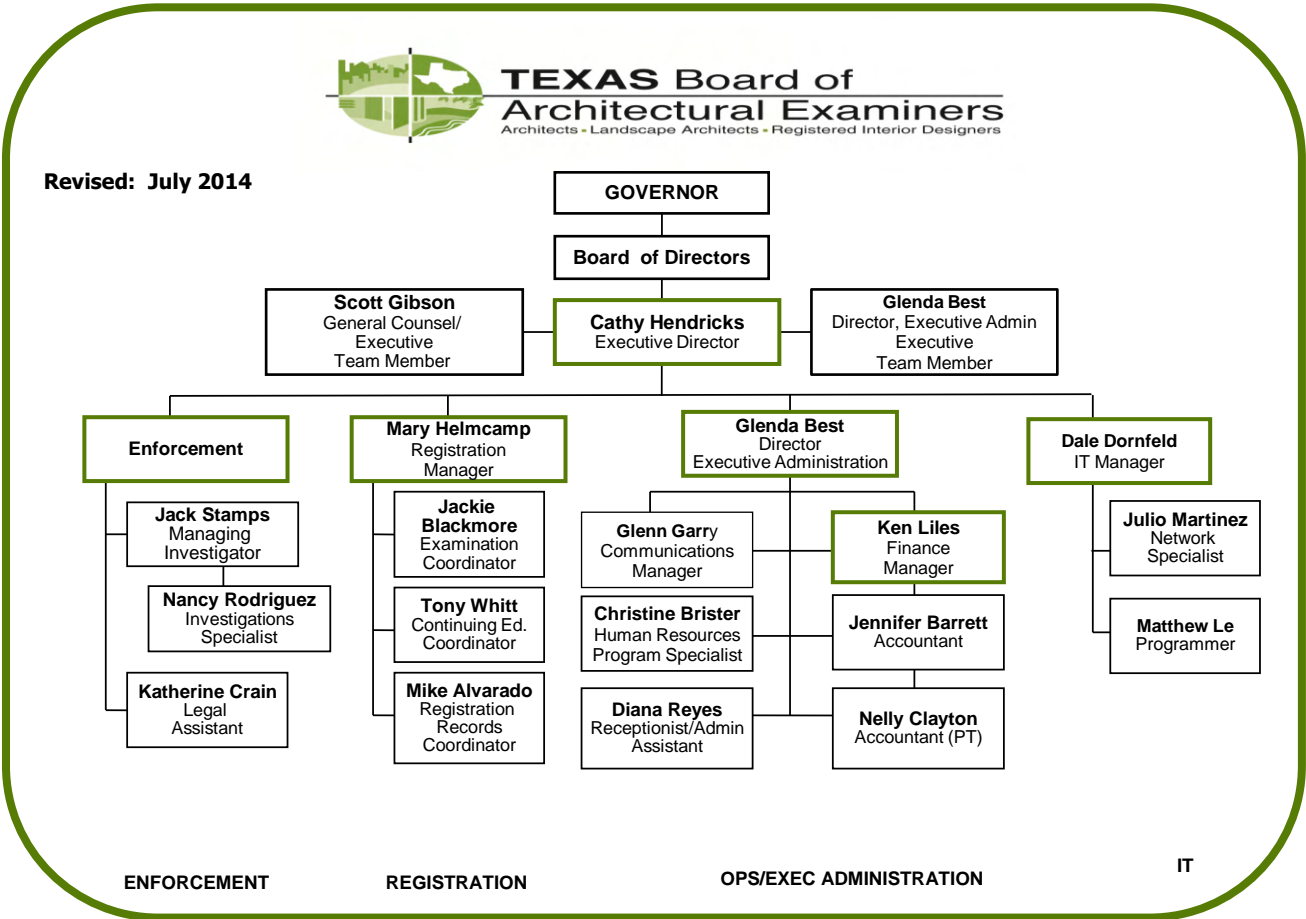 TEXAS Board of
Architectural Examiners
Architects - Landscape Architects - Registered Interior Designers
Revised: July 2014
GOVERNOR
Board of Directors
Scott Gibson
General Counsel/
Executive
Team Member
Cathy Hendricks
Executive Director
Glenda Best
Director, Executive Admin
Executive
Team Member
Enforcement
Mary Helmcamp
Registration
Manager
Glenda Best
Director
Executive Administration
Dale Dornfeld
IT Manager
Jack Stamps
Managing
Investigator
Nancy Rodriguez
Investigations
Specialist
Katherine Crain
Legal
Assistant
Jackie
Blackmore
Examination
Coordinator
Tony Whitt
Continuing Ed.
Coordinator
Mike Alvarado
Registration
Records
Coordinator
Glenn Garry
Communications
Manager
Christine Brister
Human Resources
Program Specialist
Diana Reyes
Receptionist/Admin
Assistant
Ken Liles
Finance
Manager
Jennifer Barrett
Accountant
Nelly Clayton
Accountant (PT)
Julio Martinez
Network
Specialist
Matthew Le
Programmer
ENFORCEMENT
REGISTRATION
OPS/EXEC ADMINISTRATION
IT